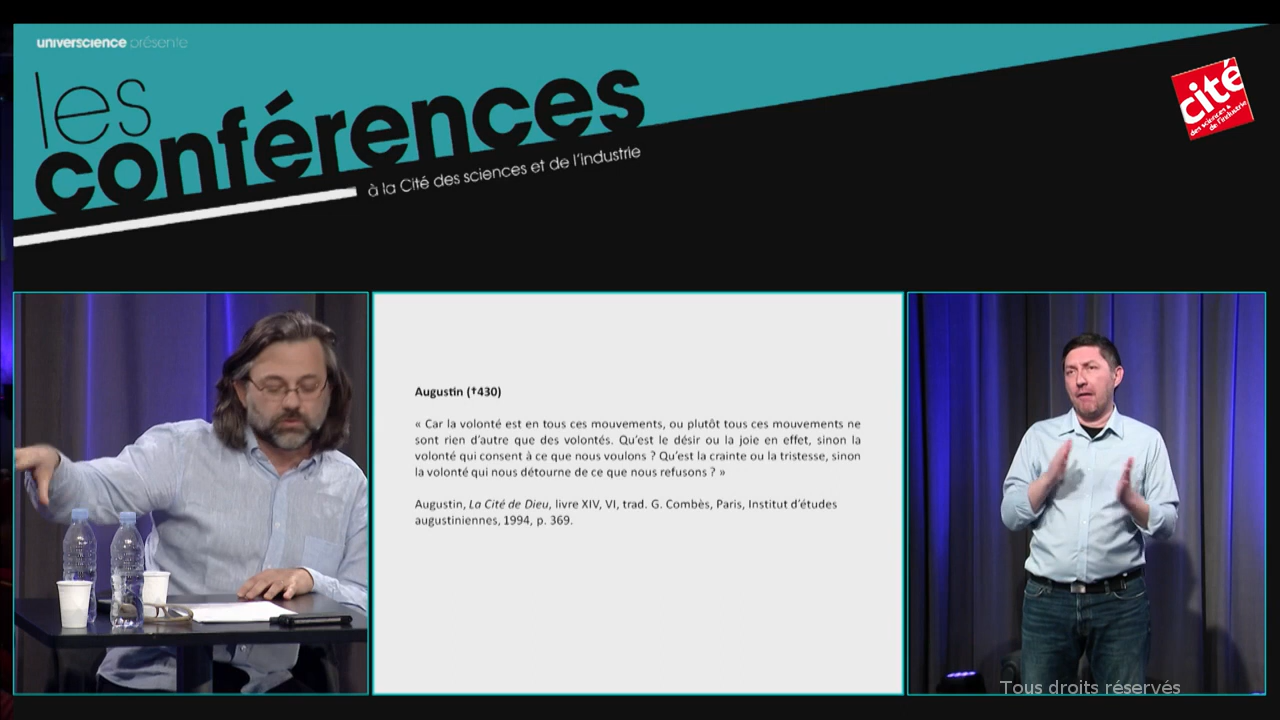 universcience présente
les
conférences
à la Cité des sciences et de l'industrie
cité
des sciences &
de l'industrie
Augustin (†430)
« Car la volonté est en tous ces mouvements, ou plutôt tous ces mouvements ne
sont rien d'autre que des volontés. Qu'est le désir ou la joie en effet, sinon la
volonté qui consent à ce que nous voulons ? Qu'est la crainte ou la tristesse, sinon
la volonté qui nous détourne de ce que nous refusons ? »
Augustin, La Cité de Dieu, livre XIV, VI, trad. G. Combès, Paris, Institut d'études
augustiniennes, 1994, p. 369.
Tous droits réservés